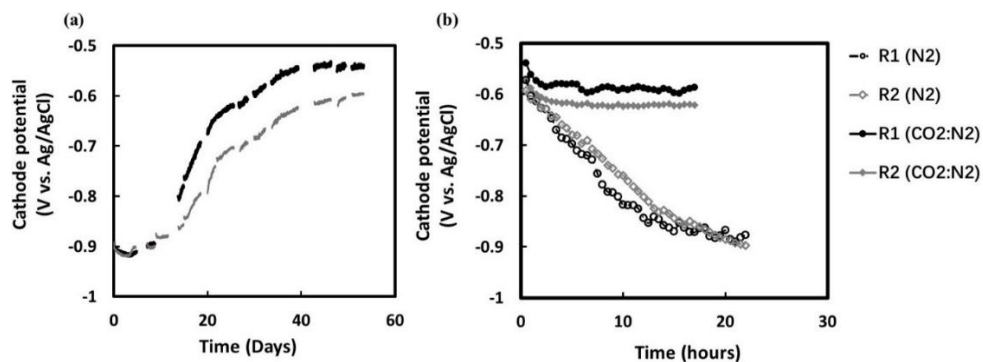 (a)
Cathode potential
(V vs. Ag/AgCl)
-0.5
-0.6
-0.7
-0.8
-0.9
-1
0
20
40
60
Time (Days)
(b)
Cathode potential
(V vs. Ag/AgCl)
-0.5
-0.6
-0.7
-0.8
-0.9
-1
0
10
20
30
Time (hours)
R1 (N2)
R2 (N2)
R1 (CO2:N2)
R2 (CO2:N2)